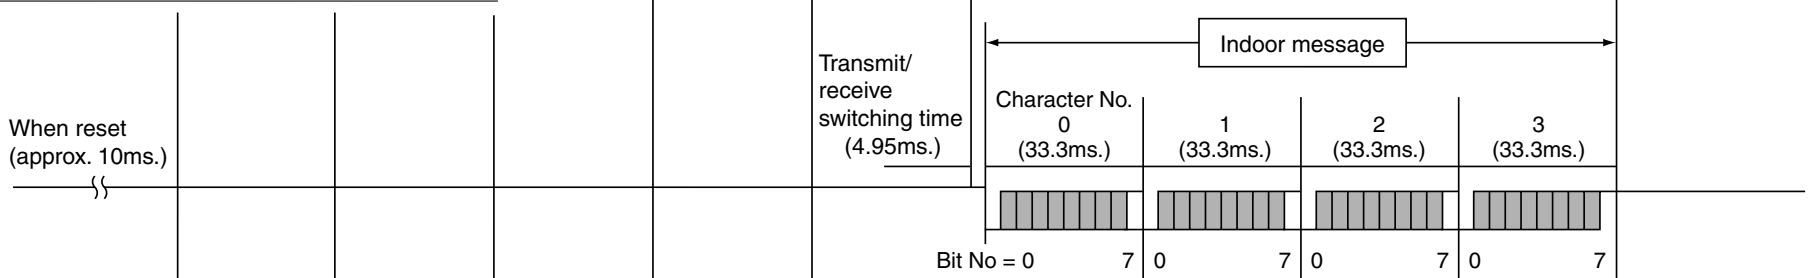 When reset
(approx. 10ms.)
Transmit/
receive
switching time
(4.95ms.)
Indoor message
Character No.
0 1 2 3
(33.3ms.) (33.3ms.) (33.3ms.) (33.3ms.)
Bit No = 0 7 0 7 0 7 0 7